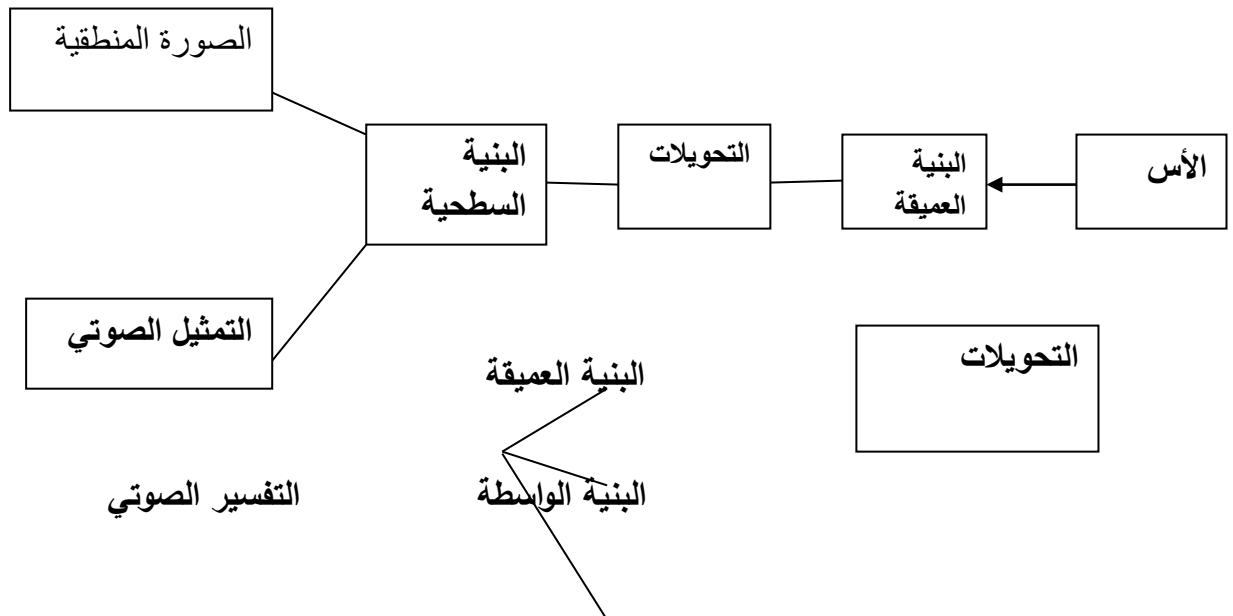 الصورة المنطقية
الأس
البنية
العميقة
التحويلات
البنية
السطحية
التمثيل الصوتي
التحويلات
البنية العميقة
البنية الواسطة
التفسير الصوتي